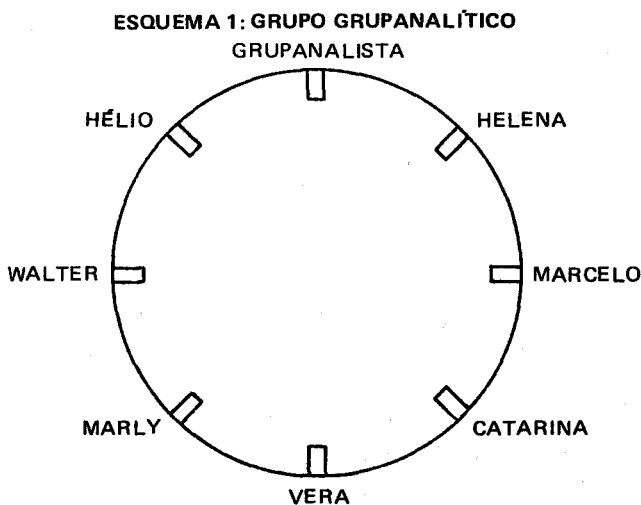 ESQUEMA 1: GRUPO GRUPANALÍTICO
GRUPANALISTA
HÉLIO
HELENA
WALTER
MARCELO
MARLY
CATARINA
VERA